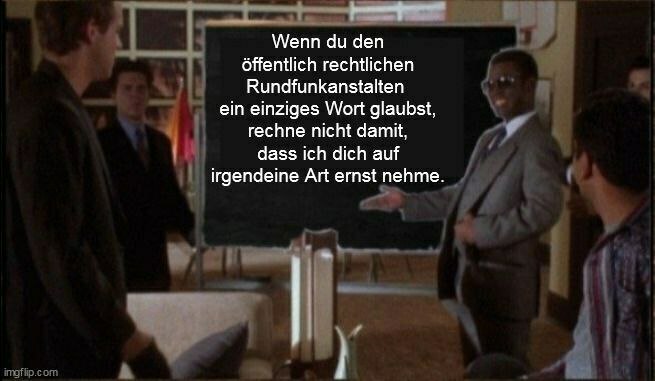 Wenn du den
öffentlich rechtlichen
Rundfunkanstalten
ein einziges Wort glaubst,
rechne nicht damit,
dass ich dich auf
irgendeine Art ernst nehme.
imgflip.com